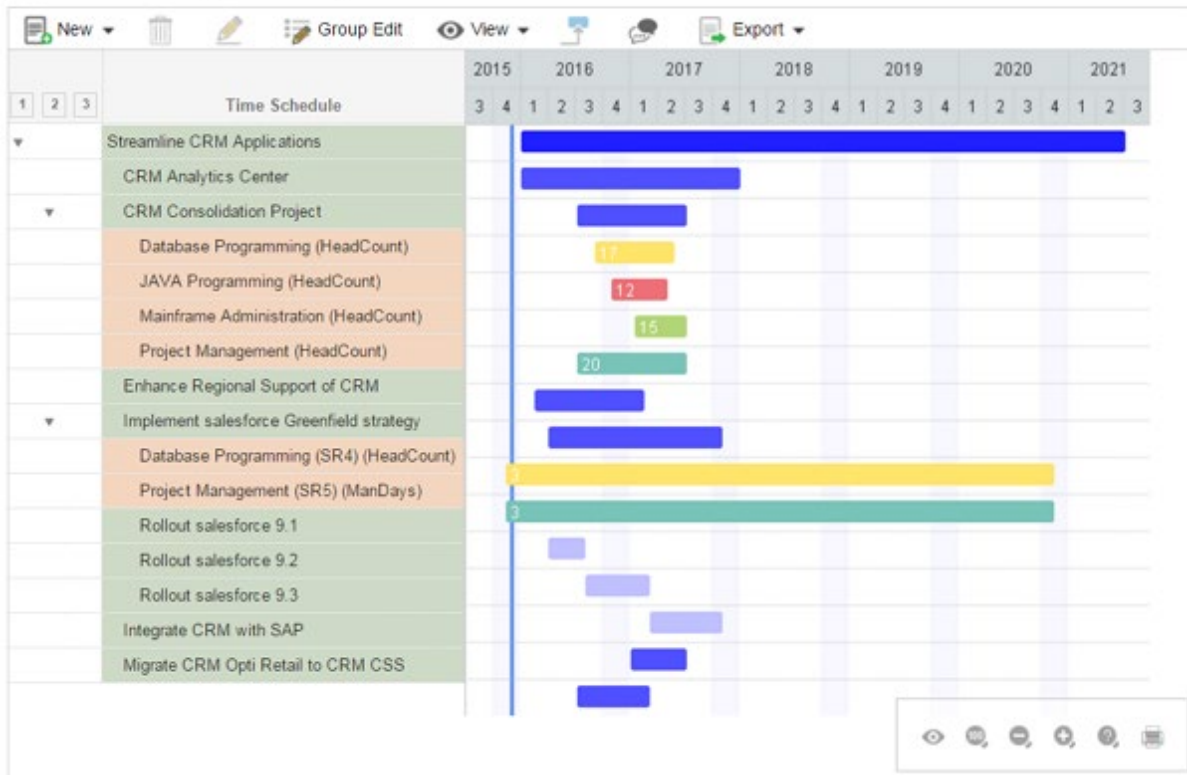 New Group Edit View Export
2015 2016 2017 2018 2019 2020 2021
1 2 3 Time Schedule 3 4 1 2 3 4 1 2 3 4 1 2 3 4 1 2 3 4 1 2 3 4 1 2 3
Streamline CRM Applications
CRM Analytics Center
CRM Consolidation Project
Database Programming (HeadCount) 17
JAVA Programming (HeadCount) 12
Mainframe Administration (HeadCount) 15
Project Management (HeadCount) 20
Enhance Regional Support of CRM
Implement salesforce Greenfield strategy
Database Programming (SR4) (HeadCount)
Project Management (SR5) (ManDays) 3
Rollout salesforce 9.1
Rollout salesforce 9.2
Rollout salesforce 9.3
Integrate CRM with SAP
Migrate CRM Opti Retail to CRM CSS